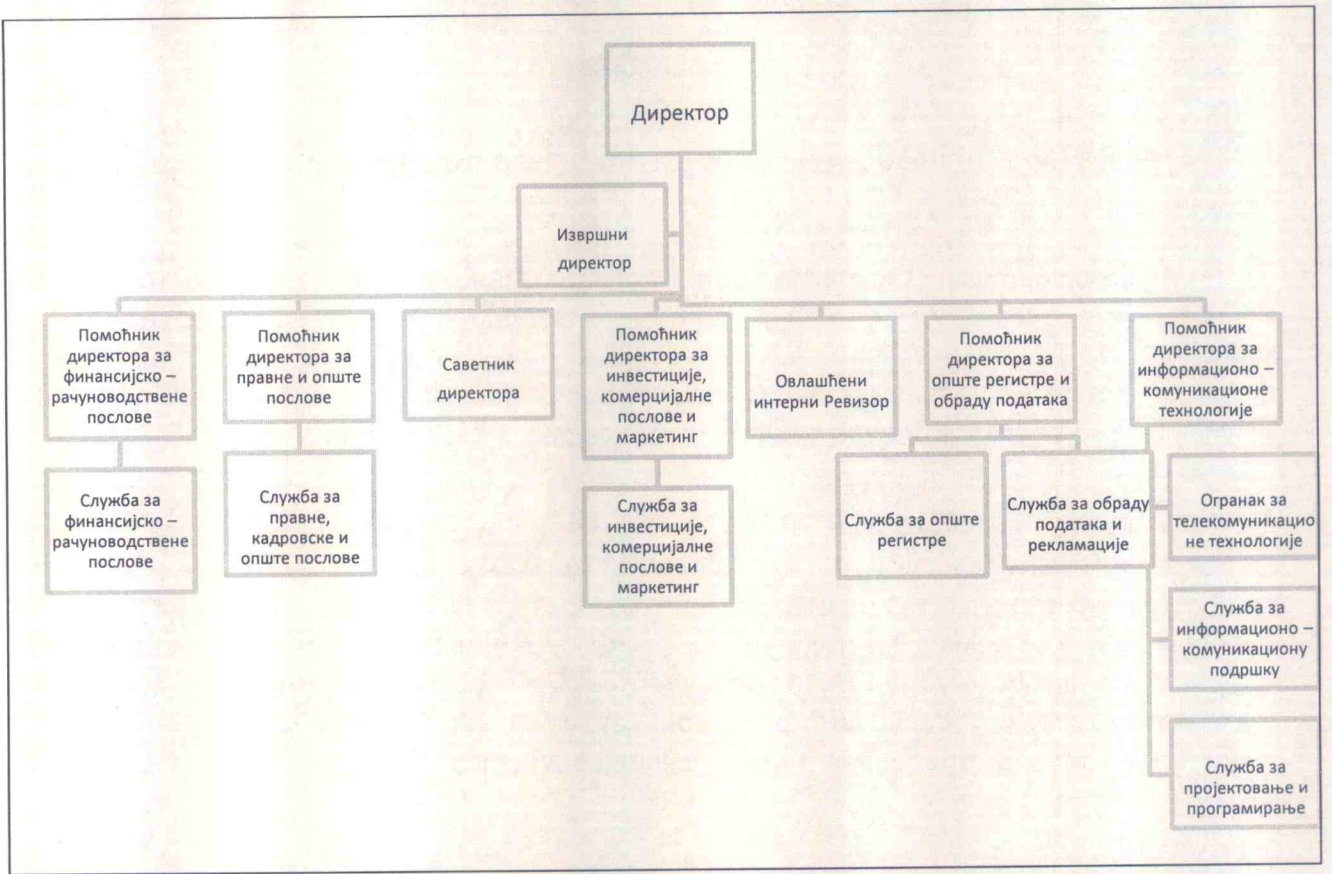 Директор
Извршни
директор
Помоћник
директора за
финансијско –
рачуноводствене
послове
Помоћник
директора за
правне и опште
послове
Саветник
директора
Помоћник
директора за
инвестиције,
комерцијалне
послове и
маркетинг
Овлашћени
интерни Ревизор
Помоћник
директора за
опште регистре и
обраду података
Помоћник
директора за
информационо –
комуникационе
технологије
Служба за
финансијско –
рачуноводствене
послове
Служба за
правне,
кадровске и
опште послове
Служба за
инвестиције,
комерцијалне
послове и
маркетинг
Служба за опште
регистре
Служба за обраду
података и
рекламације
Огранак за
телекомуникацио
не технологије
Служба за
информационо –
комуникациону
подршку
Служба за
пројектовање и
програмирање